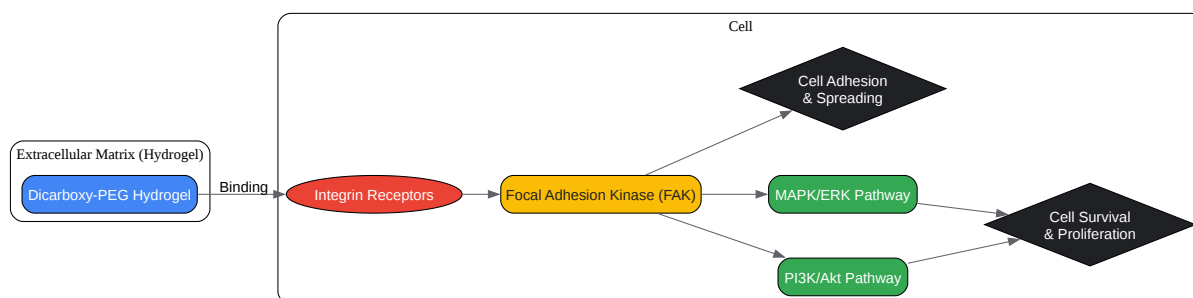 Cell
Cell Adhesion
& Spreading
Extracellular Matrix (Hydrogel)
Dicarboxy-PEG Hydrogel
Binding
Integrin Receptors
Focal Adhesion Kinase (FAK)
MAPK/ERK Pathway
Cell Survival
& Proliferation
PI3K/Akt Pathway